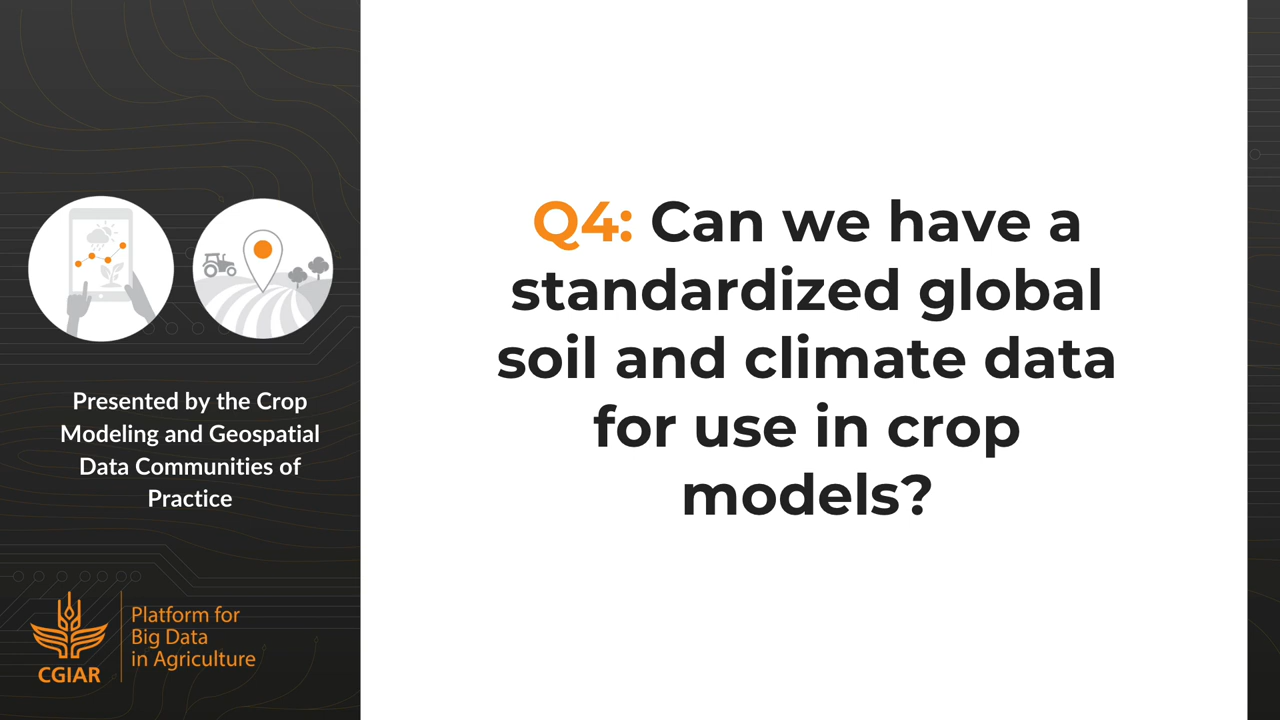 Presented by the Crop
Modeling and Geospatial
Data Communities of
Practice
CGIAR
Platform for
Big Data
in Agriculture
Q4: Can we have a
standardized global
soil and climate data
for use in crop
models?